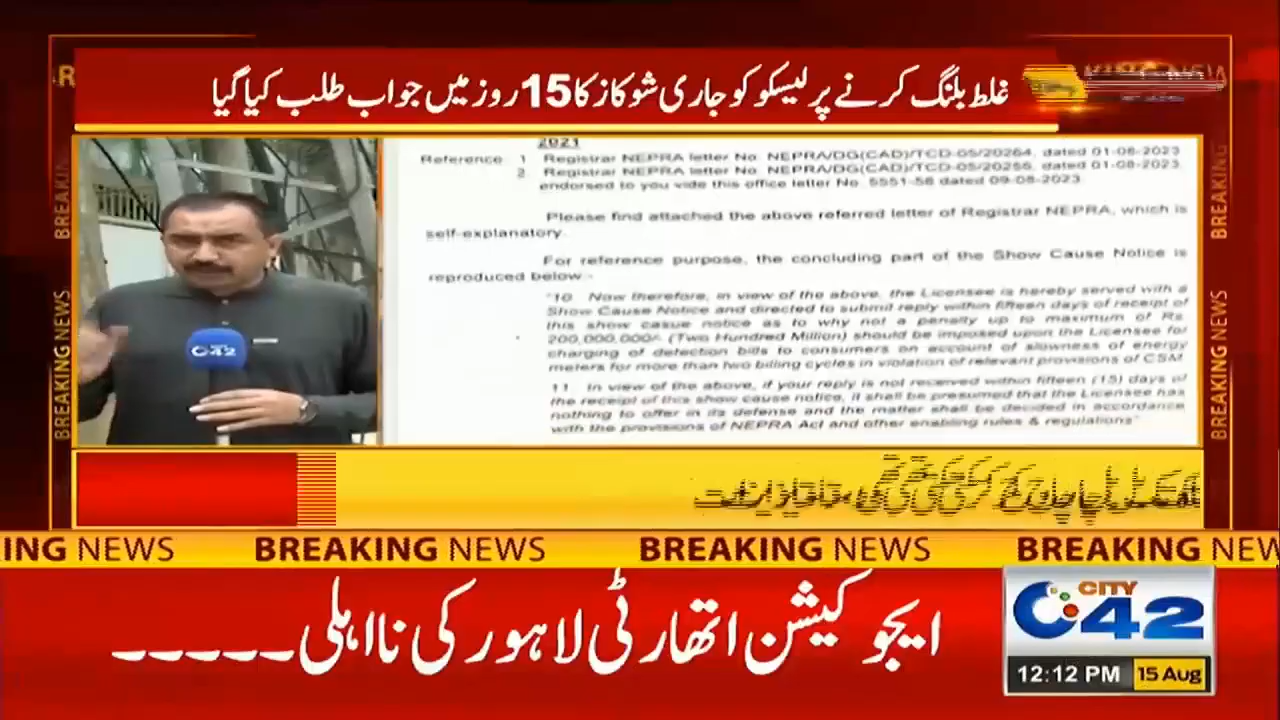 غلط بلنگ کرنے پر لیسکو کو جاری شوکاز کا 15 روز میں جواب طلب کیا گیا
2021
Reference 1 Registrar NEPRA letter No. NEPRA/DG(CAD)/TCD-05/20264, dated 01-08-2023
2 Registrar NEPRA letter No. NEPRA/DG(CAD)/TCD-05/20256, dated 01-08-2023
endorsed to you vide this office letter No. 5551-58 dated 09-08-2023
Please find attached the above referred letter of Registrar NEPRA, which is
self-explanatory.
For reference purpose, the concluding part of the Show Cause Notice is
reproduced below:-
"10. Now therefore, in view of the above, the Licensee is hereby served with a
Show Cause Notice and directed to submit reply within fifteen days of receipt of
this show casue notice as to why not a penalty up to maximum of Rs.
200,000,000/- (Two Hundred Million) should be imposed upon the Licensee for
charging of detection bills to consumers on account of slowness of energy
meters for more than two billing cycles in violation of relevant provisions of CSM.
11. In view of the above, if your reply is not received within fifteen (15) days of
the receipt of this show cause notice, it shall be presumed that the Licensee has
nothing to offer in its defense and the matter shall be decided in accordance
with the provisions of NEPRA Act and other enabling rules & regulations"
BREAKING
BREAKING NEWS
BREAKING
BREAKING NEWS
C42
ING NEWS BREAKING NEWS BREAKING NEWS BREAKING NEW
ایجوکیشن اتھارٹی لاہور کی نااہلی-----
CITY
C42
12:12 PM 15 Aug